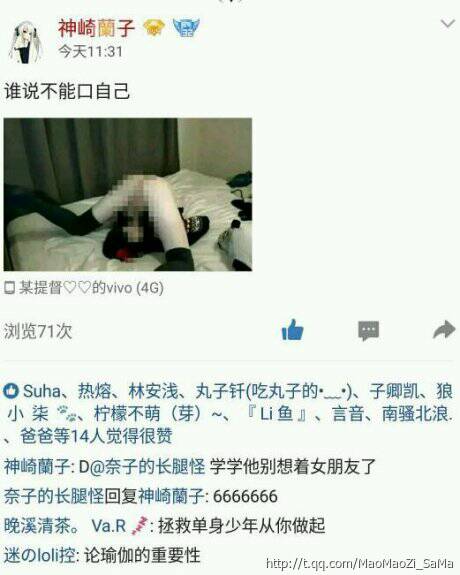 神崎蘭子
今天11:31
谁说不能口自己
某提督♡♡的vivo (4G)
浏览71次
Suha、热熔、林安浅、丸子钎(吃丸子的•﹏•)、子卿凯、狼
小 柒 🐾、柠檬不萌（芽）~、『 Li 鱼 』、言音、南骚北浪.
、爸爸等14人觉得很赞
神崎蘭子: D@奈子的长腿怪 学学他别想着女朋友了
奈子的长腿怪回复神崎蘭子: 6666666
晚溪清茶。 Va.R : 拯救单身少年从你做起
迷の loli控: 论瑜伽的重要性
http://t.qq.com/MaoMaoZi_SaMa